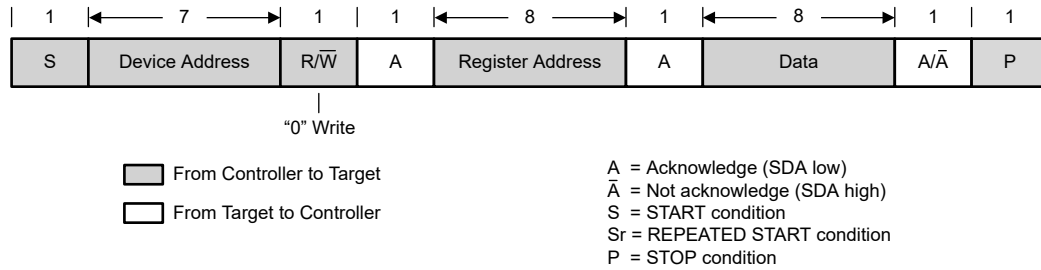 1 7 1 1 8 1 8 1 1
S Device Address R/W̅ A Register Address A Data A/A̅ P
“0” Write
From Controller to Target
From Target to Controller
A = Acknowledge (SDA low)
A̅ = Not acknowledge (SDA high)
S = START condition
Sr = REPEATED START condition
P = STOP condition